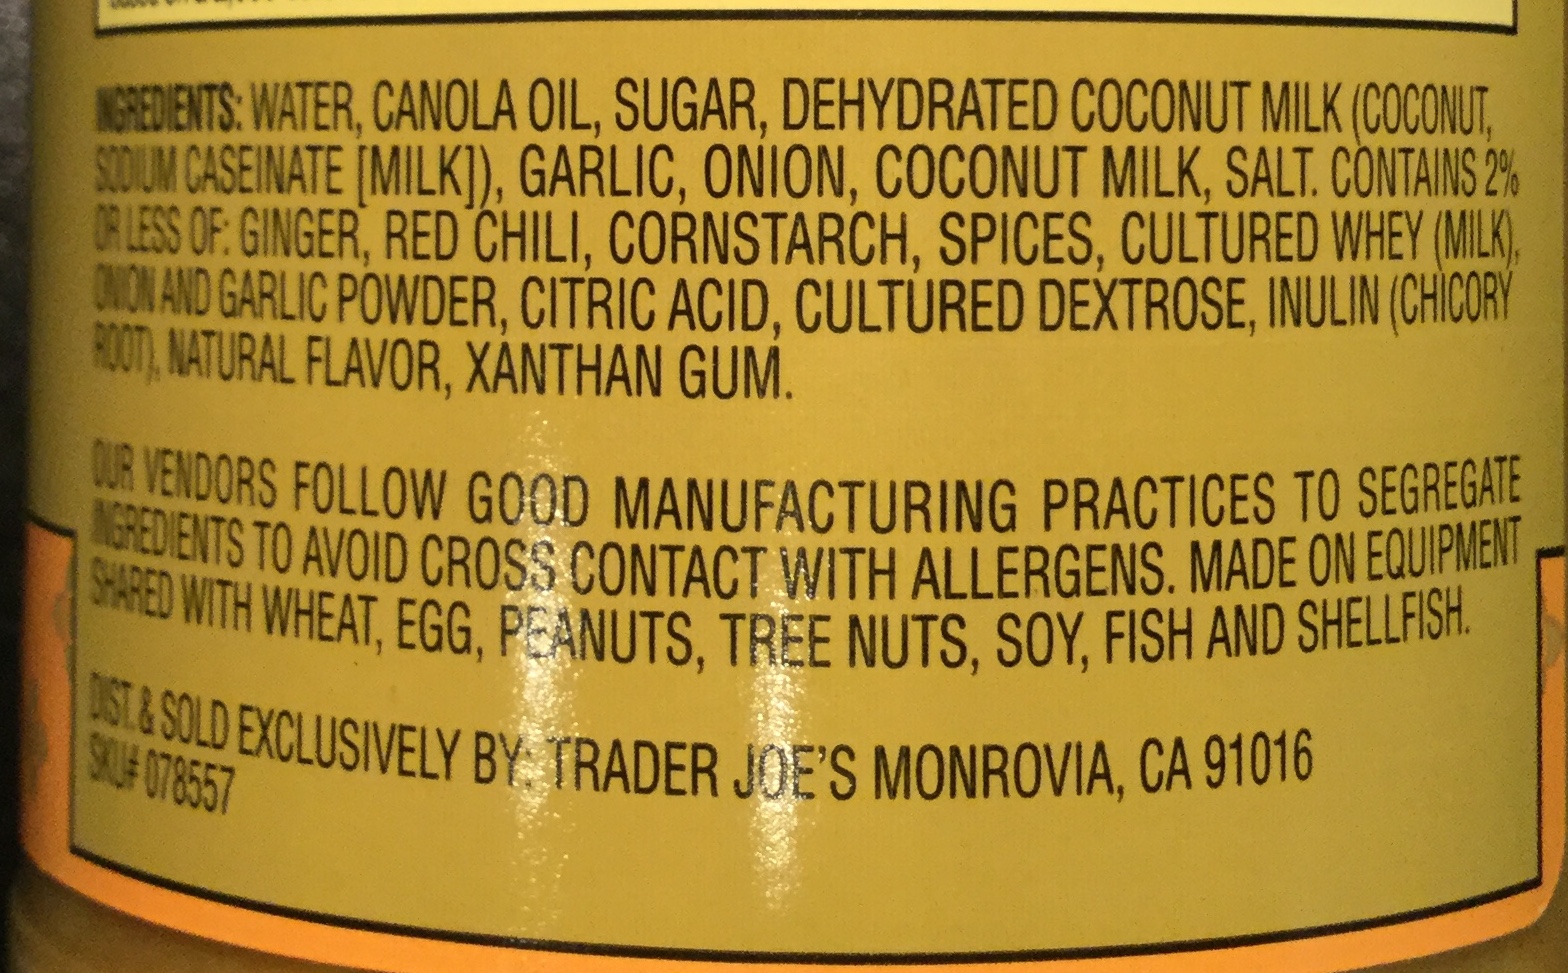 INGREDIENTS: WATER, CANOLA OIL, SUGAR, DEHYDRATED COCONUT MILK (COCONUT,
SODIUM CASEINATE [MILK]), GARLIC, ONION, COCONUT MILK, SALT. CONTAINS 2%
OR LESS OF: GINGER, RED CHILI, CORNSTARCH, SPICES, CULTURED WHEY (MILK),
ONION AND GARLIC POWDER, CITRIC ACID, CULTURED DEXTROSE, INULIN (CHICORY
ROOT), NATURAL FLAVOR, XANTHAN GUM.
OUR VENDORS FOLLOW GOOD MANUFACTURING PRACTICES TO SEGREGATE
INGREDIENTS TO AVOID CROSS CONTACT WITH ALLERGENS. MADE ON EQUIPMENT
SHARED WITH WHEAT, EGG, PEANUTS, TREE NUTS, SOY, FISH AND SHELLFISH.
DIST. & SOLD EXCLUSIVELY BY: TRADER JOE'S MONROVIA, CA 91016
SKU# 078557